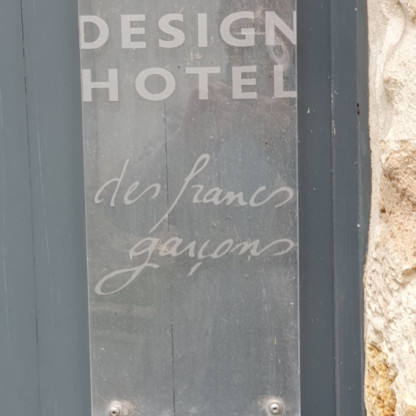 DESIGN
HOTEL
des francs
garçons